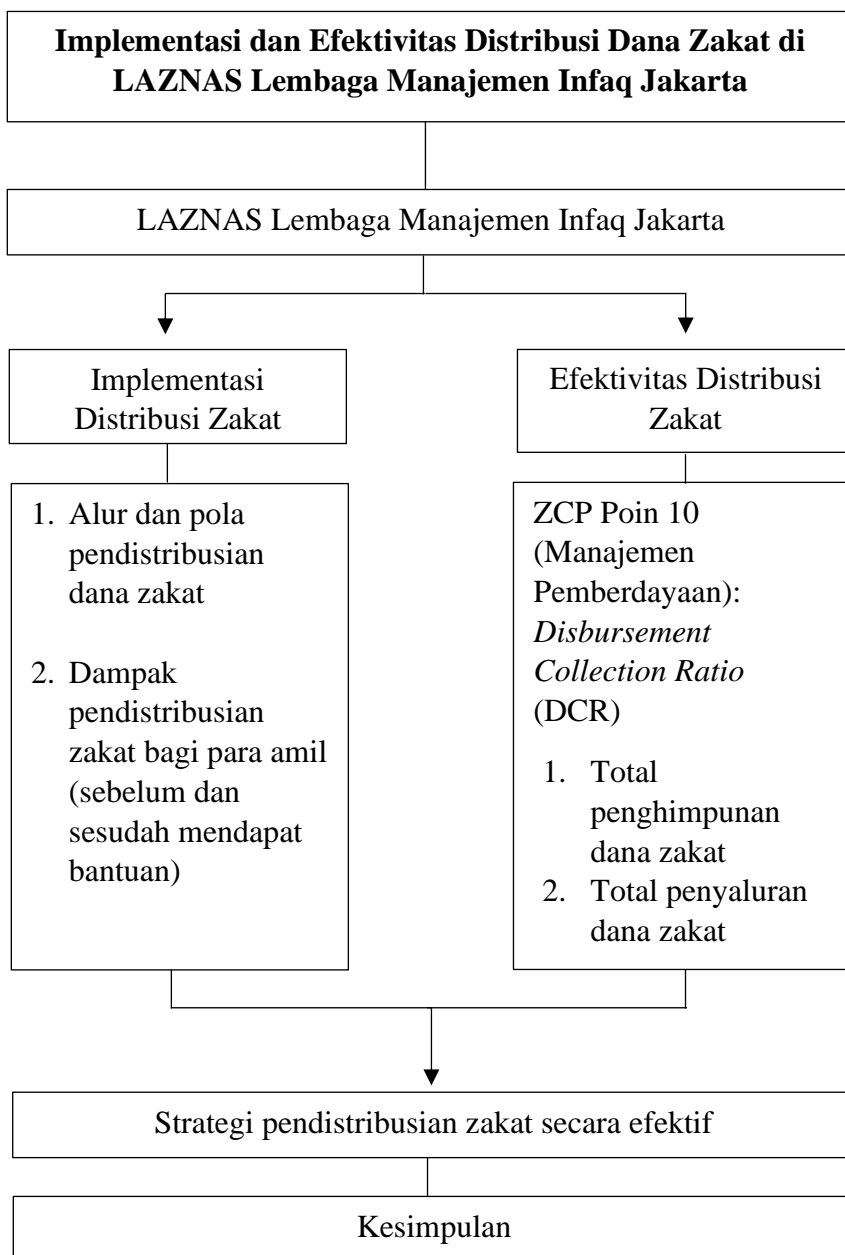 Implementasi dan Efektivitas Distribusi Dana Zakat di
LAZNAS Lembaga Manajemen Infaq Jakarta
LAZNAS Lembaga Manajemen Infaq Jakarta
Implementasi
Distribusi Zakat
1. Alur dan pola
pendistribusian
dana zakat
2. Dampak
pendistribusian
zakat bagi para amil
(sebelum dan
sesudah mendapat
bantuan)
Efektivitas Distribusi
Zakat
ZCP Poin 10
(Manajemen
Pemberdayaan):
Disbursement
Collection Ratio
(DCR)
1. Total
penghimpunan
dana zakat
2. Total penyaluran
dana zakat
Strategi pendistribusian zakat secara efektif
Kesimpulan